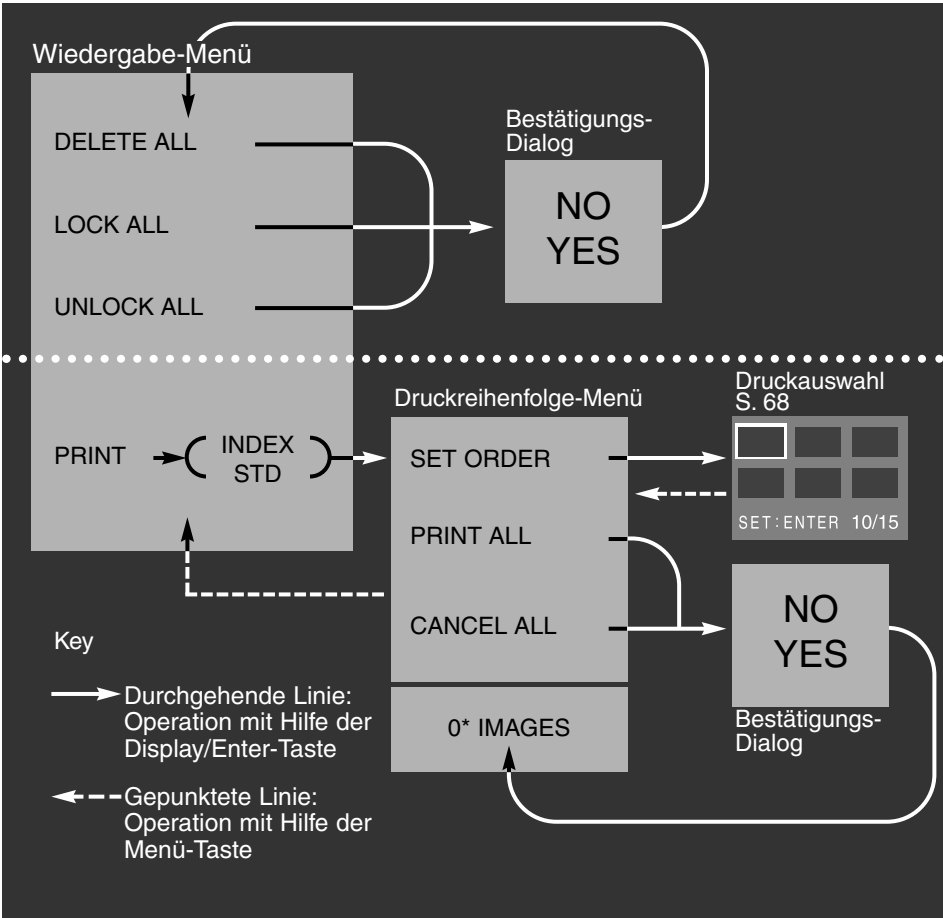 Wiedergabe-Menü
DELETE ALL
LOCK ALL
UNLOCK ALL
Bestätigungs-
Dialog
NO
YES
PRINT
INDEX
STD
Druckreihenfolge-Menü
SET ORDER
PRINT ALL
CANCEL ALL
0* IMAGES
Druckauswahl
S. 68
SET:ENTER 10/15
NO
YES
Bestätigungs-
Dialog
Key
Durchgehende Linie:
Operation mit Hilfe der
Display/Enter-Taste
Gepunktete Linie:
Operation mit Hilfe der
Menü-Taste